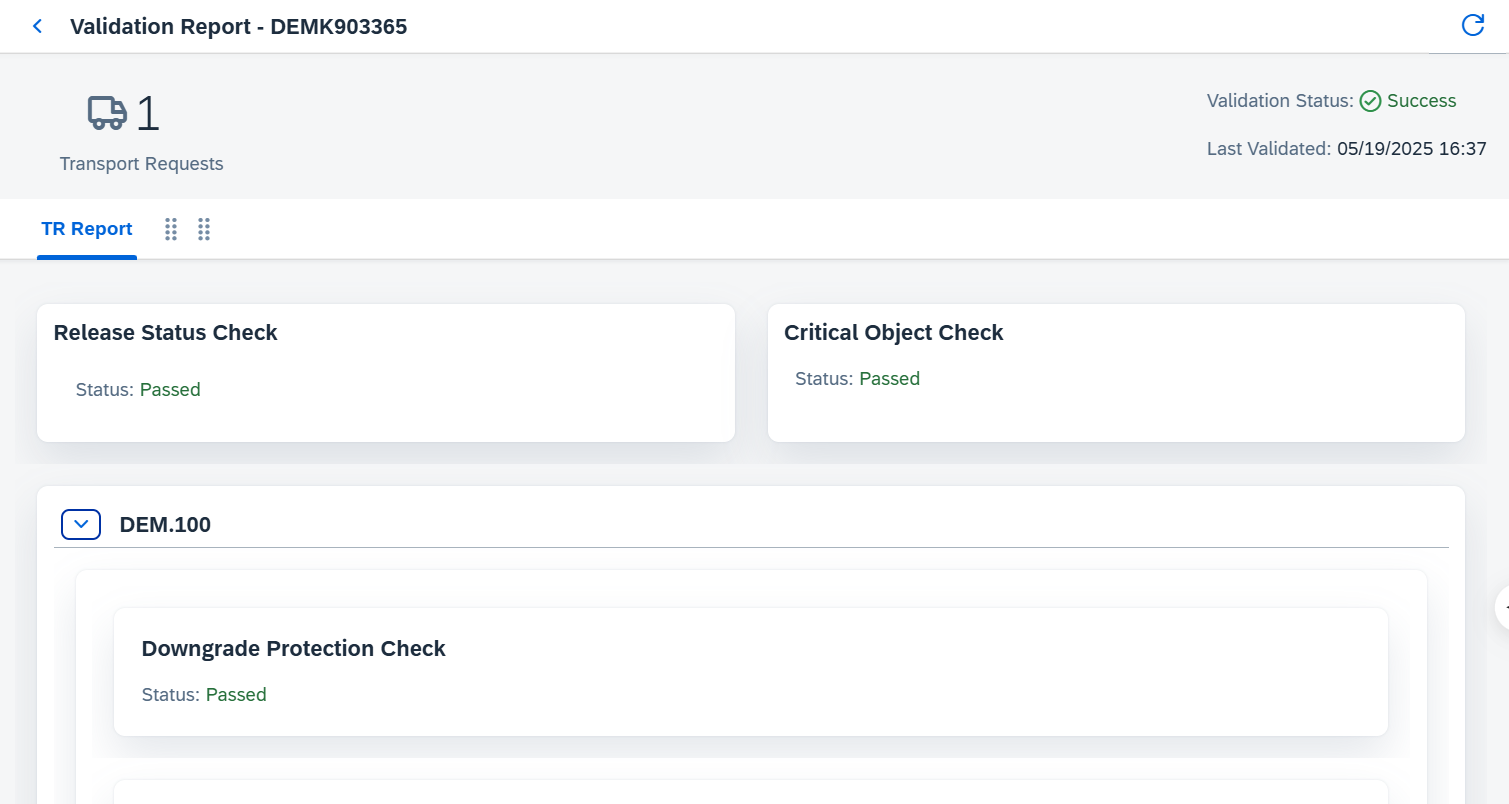 Validation Report - DEMK903365
1
Transport Requests
Validation Status: Success
Last Validated: 05/19/2025 16:37
TR Report
Release Status Check
Status: Passed
Critical Object Check
Status: Passed
DEM.100
Downgrade Protection Check
Status: Passed